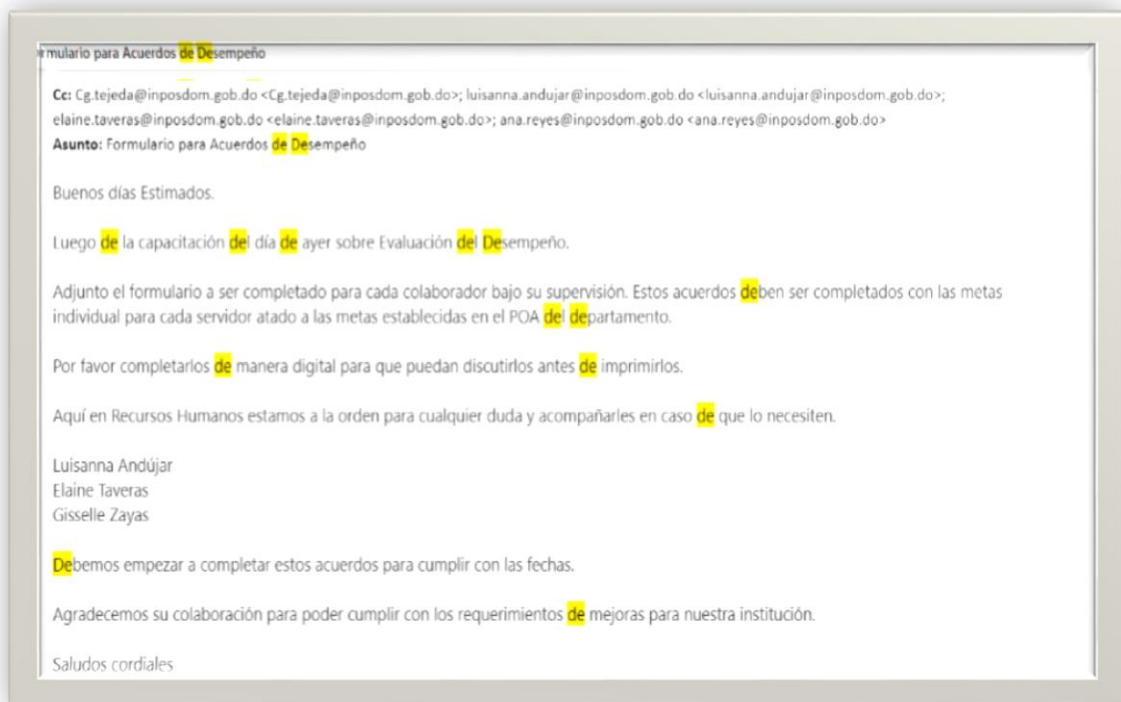 rmulario para Acuerdos de Desempeño
Cc: Cg.tejeda@inposdom.gob.do <Cg.tejeda@inposdom.gob.do>; luisanna.andujar@inposdom.gob.do <luisanna.andujar@inposdom.gob.do>;
elaine.taveras@inposdom.gob.do <elaine.taveras@inposdom.gob.do>; ana.reyes@inposdom.gob.do <ana.reyes@inposdom.gob.do>
Asunto: Formulario para Acuerdos de Desempeño
Buenos días Estimados.
Luego de la capacitación del día de ayer sobre Evaluación del Desempeño.
Adjunto el formulario a ser completado para cada colaborador bajo su supervisión. Estos acuerdos deben ser completados con las metas
individual para cada servidor atado a las metas establecidas en el POA del departamento.
Por favor completarlos de manera digital para que puedan discutirlos antes de imprimirlos.
Aquí en Recursos Humanos estamos a la orden para cualquier duda y acompañarles en caso de que lo necesiten.
Luisanna Andújar
Elaine Taveras
Gisselle Zayas
Debemos empezar a completar estos acuerdos para cumplir con las fechas.
Agradecemos su colaboración para poder cumplir con los requerimientos de mejoras para nuestra institución.
Saludos cordiales